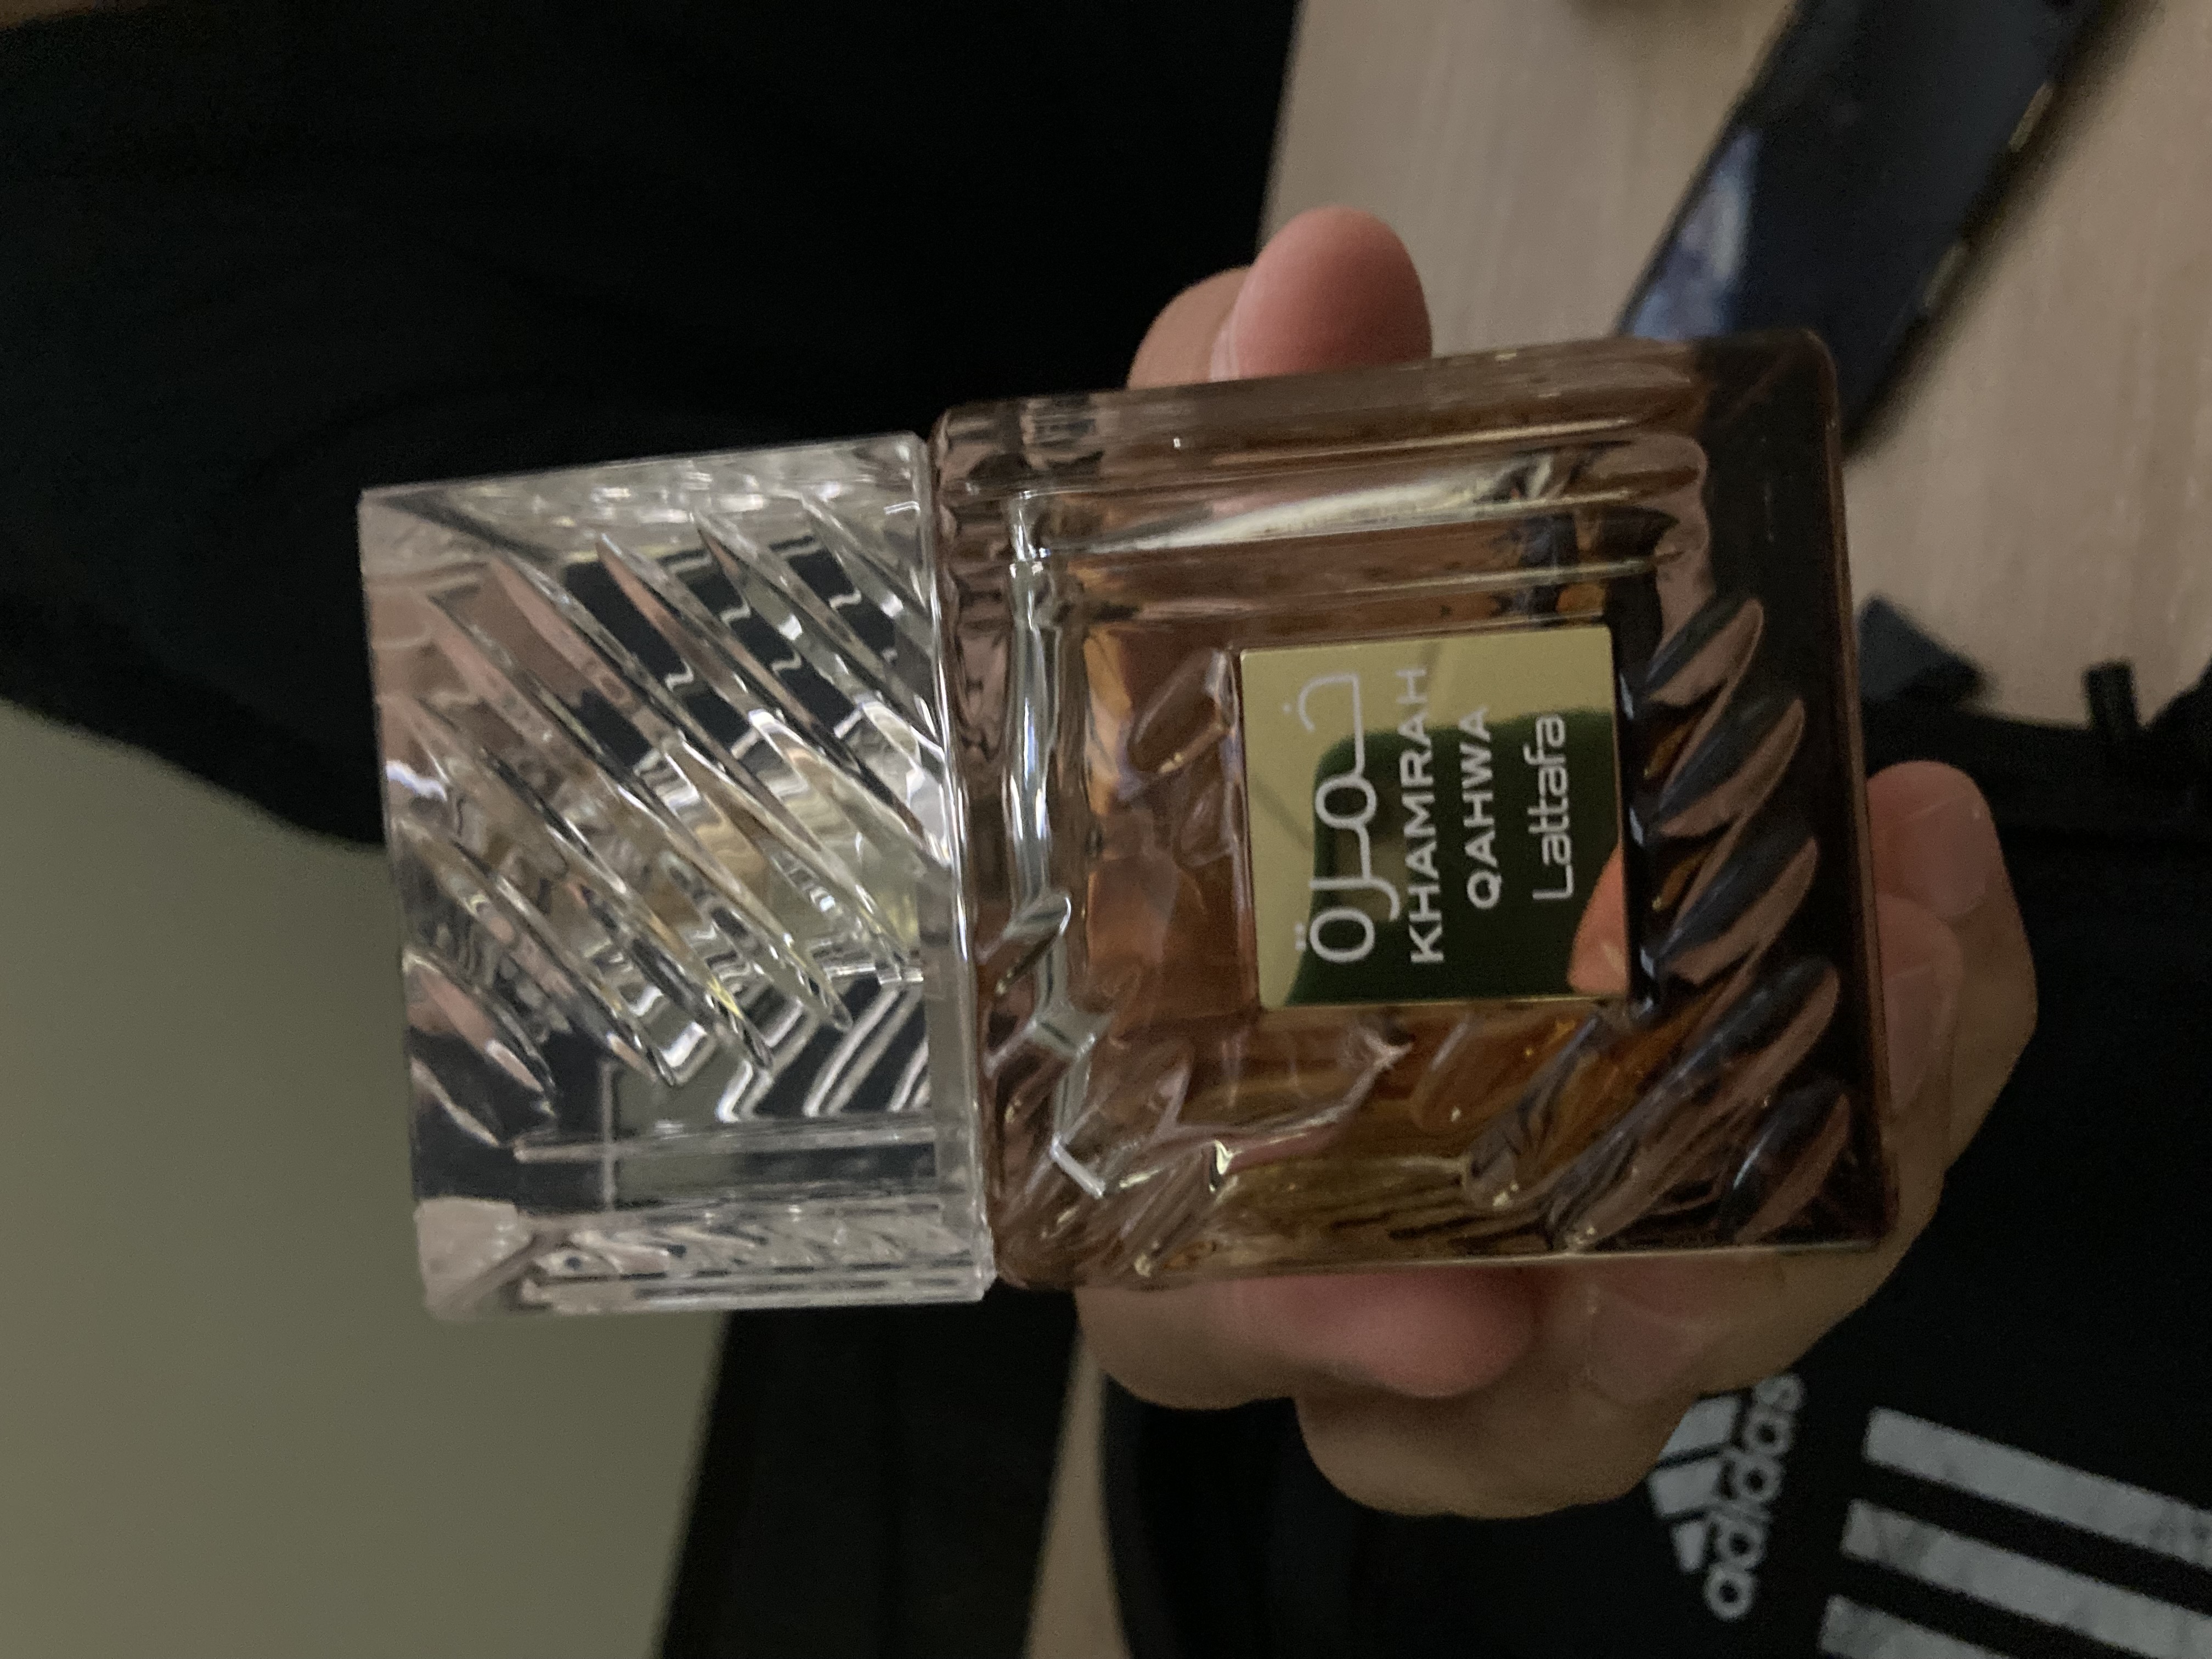 خمرة
KHAMRAH
QAHWA
Lattafa
adidas